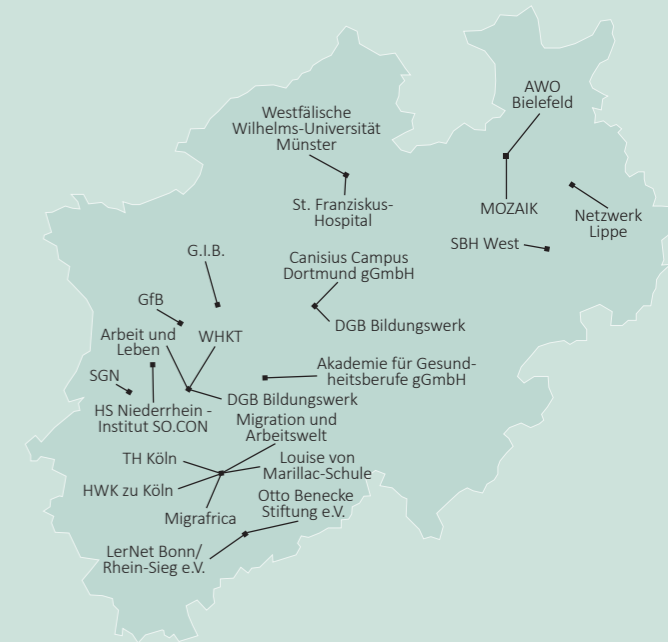 AWO
Bielefeld
Westfälische
Wilhelms-Universität
Münster
St. Franziskus-
Hospital
MOZAIK
Netzwerk
Lippe
SBH West
G.I.B.
Canisius Campus
Dortmund gGmbH
GfB
DGB Bildungswerk
Arbeit und
Leben
WHKT
Akademie für Gesund-
heitsberufe gGmbH
SGN
DGB Bildungswerk
HS Niederrhein -
Institut SO.CON
Migration und
Arbeitswelt
TH Köln
Louise von
Marillac-Schule
HWK zu Köln
Otto Benecke
Stiftung e.V.
Migrafrica
LerNet Bonn/
Rhein-Sieg e.V.